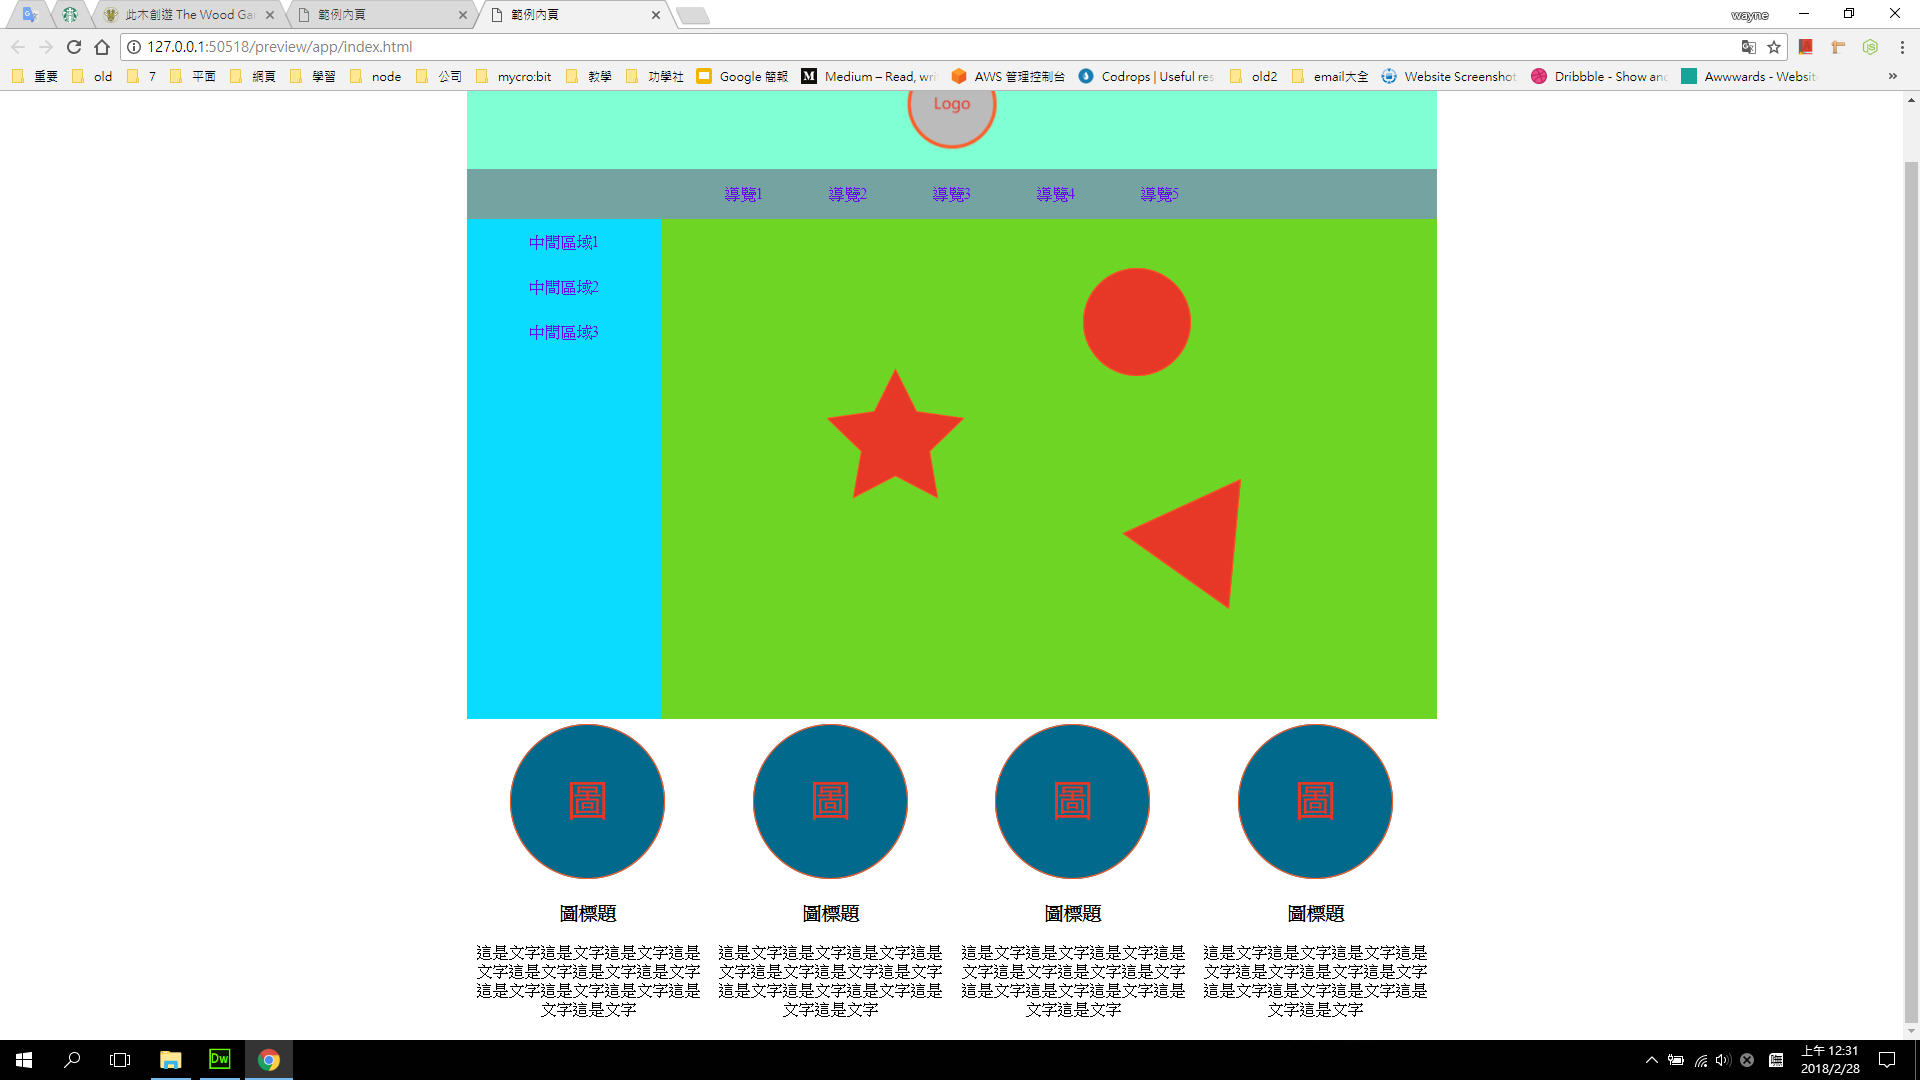 此木創遊 The Wood Gar
範例內頁
範例內頁
wayne
127.0.0.1:50518/preview/app/index.html
重要 old 7 平面 網頁 學習 node 公司 mycro:bit 教學 功學社 Google 簡報 Medium – Read, wri AWS 管理控制台 Codrops | Useful res old2 email大全 Website Screenshot Dribbble - Show and Awwwards - Websit
Logo
導覽1 導覽2 導覽3 導覽4 導覽5
中間區域1
中間區域2
中間區域3
圖 圖 圖 圖
圖標題 圖標題 圖標題 圖標題
這是文字這是文字這是文字這是
文字這是文字這是文字這是文字
這是文字這是文字這是文字這是
文字這是文字
這是文字這是文字這是文字這是
文字這是文字這是文字這是文字
這是文字這是文字這是文字這是
文字這是文字
這是文字這是文字這是文字這是
文字這是文字這是文字這是文字
這是文字這是文字這是文字這是
文字這是文字
這是文字這是文字這是文字這是
文字這是文字這是文字這是文字
這是文字這是文字這是文字這是
文字這是文字
Dw
上午 12:31
2018/2/28